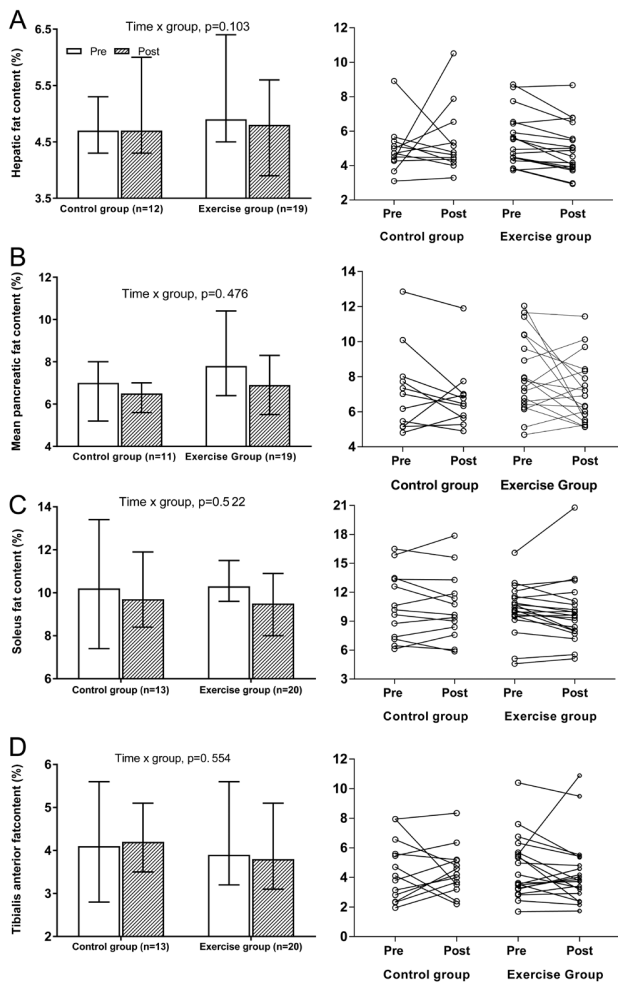 A
Time x group, p=0.103
Pre Post
Hepatic fat content (%)
6.5
5.5
4.5
3.5
Control group (n=12) Exercise group (n=19)
12
10
8
6
4
2
Pre Post Pre Post
Control group Exercise group
B
Time x group, p=0.476
Mean pancreatic fat content (%)
12
10
8
6
4
Control group (n=11) Exercise Group (n=19)
14
12
10
8
6
4
Pre Post Pre Post
Control group Exercise Group
C
Time x group, p=0.522
Soleus fat content (%)
14
12
10
8
6
Control group (n=13) Exercise group (n=20)
21
18
15
12
9
6
3
Pre Post Pre Post
Control group Exercise group
D
Time x group, p=0.554
Tibialis anterior fatcontent (%)
6
5
4
3
2
Control group (n=13) Exercise group (n=20)
12
10
8
6
4
2
0
Pre Post Pre Post
Control group Exercise Group